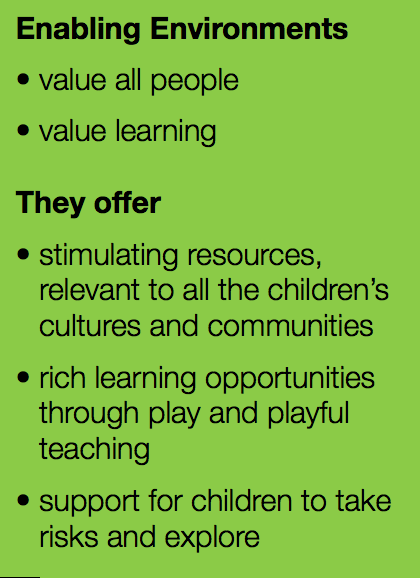 Enabling Environments
• value all people
• value learning
They offer
• stimulating resources,
relevant to all the children’s
cultures and communities
• rich learning opportunities
through play and playful
teaching
• support for children to take
risks and explore